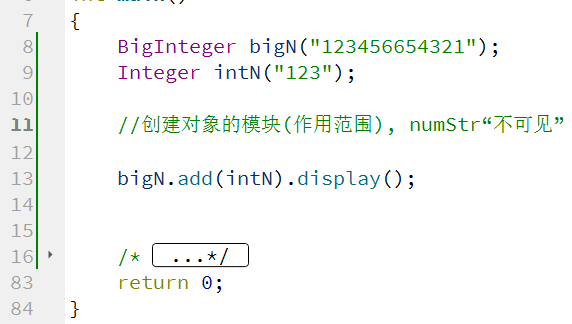 7 {
8 BigInteger bigN("123456654321");
9 Integer intN("123");
10
11 //创建对象的模块(作用范围), numStr“不可见”
12
13 bigN.add(intN).display();
14
15
16 /* ...*/
83 return 0;
84 }